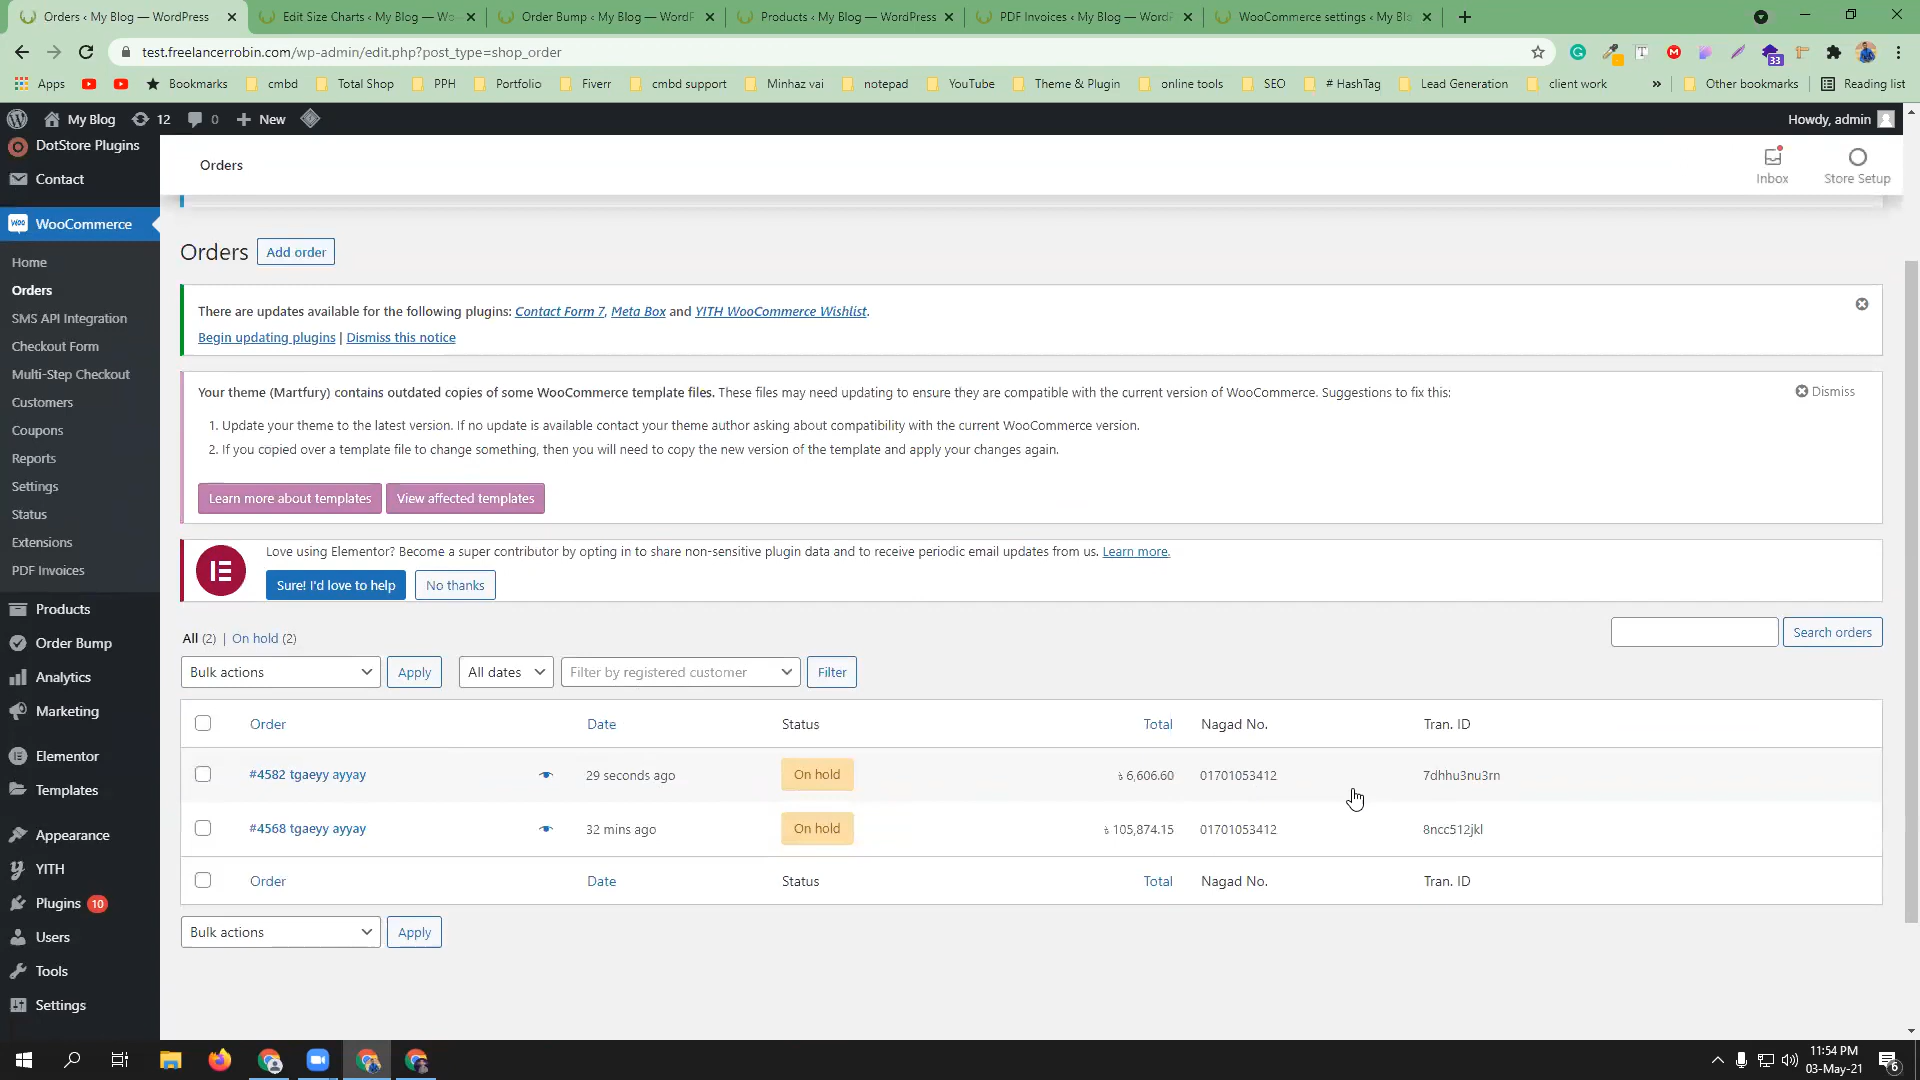 Orders ‹ My Blog — WordPress
Edit Size Charts ‹ My Blog — Wo
Order Bump ‹ My Blog — WordP
Products ‹ My Blog — WordPress
PDF Invoices ‹ My Blog — WordP
WooCommerce settings ‹ My Bl
test.freelancerrobin.com/wp-admin/edit.php?post_type=shop_order
33
Apps
Bookmarks
cmbd
Total Shop
PPH
Portfolio
Fiverr
cmbd support
Minhaz vai
notepad
YouTube
Theme & Plugin
online tools
SEO
# HashTag
Lead Generation
client work
»
Other bookmarks
Reading list
My Blog
12
0
New
Howdy, admin
DotStore Plugins
Contact
WooCommerce
Home
Orders
SMS API Integration
Checkout Form
Multi-Step Checkout
Customers
Coupons
Reports
Settings
Status
Extensions
PDF Invoices
Products
Order Bump
Analytics
Marketing
Elementor
Templates
Appearance
YITH
Plugins 10
Users
Tools
Settings
Orders
Inbox
Store Setup
Orders
Add order
There are updates available for the following plugins: Contact Form 7, Meta Box and YITH WooCommerce Wishlist.
Begin updating plugins | Dismiss this notice
Your theme (Martfury) contains outdated copies of some WooCommerce template files. These files may need updating to ensure they are compatible with the current version of WooCommerce. Suggestions to fix this:
Dismiss
1. Update your theme to the latest version. If no update is available contact your theme author asking about compatibility with the current WooCommerce version.
2. If you copied over a template file to change something, then you will need to copy the new version of the template and apply your changes again.
Learn more about templates
View affected templates
Love using Elementor? Become a super contributor by opting in to share non-sensitive plugin data and to receive periodic email updates from us. Learn more.
Sure! I'd love to help
No thanks
All (2) | On hold (2)
Search orders
Bulk actions
Apply
All dates
Filter by registered customer
Filter
Order Date Status Total Nagad No. Tran. ID
#4582 tgaeyy ayyay 29 seconds ago On hold ৳ 6,606.60 01701053412 7dhhu3nu3rn
#4568 tgaeyy ayyay 32 mins ago On hold ৳ 105,874.15 01701053412 8ncc512jkl
Order Date Status Total Nagad No. Tran. ID
Bulk actions
Apply
11:54 PM
03-May-21
6